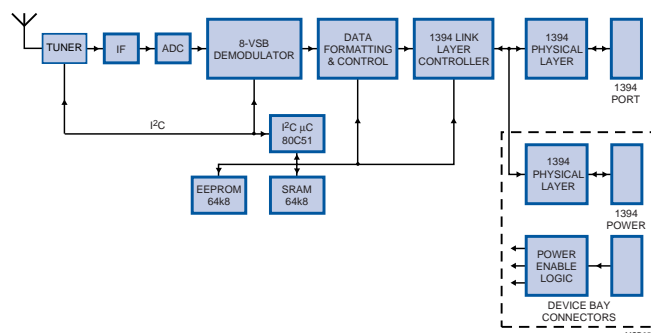 TUNER
IF
ADC
8-VSB
DEMODULATOR
DATA
FORMATTING
& CONTROL
1394 LINK
LAYER
CONTROLLER
1394
PHYSICAL
LAYER
1394
PORT
I²C
I²C µC
80C51
EEPROM
64k8
SRAM
64k8
1394
PHYSICAL
LAYER
1394
POWER
POWER
ENABLE
LOGIC
DEVICE BAY
CONNECTORS